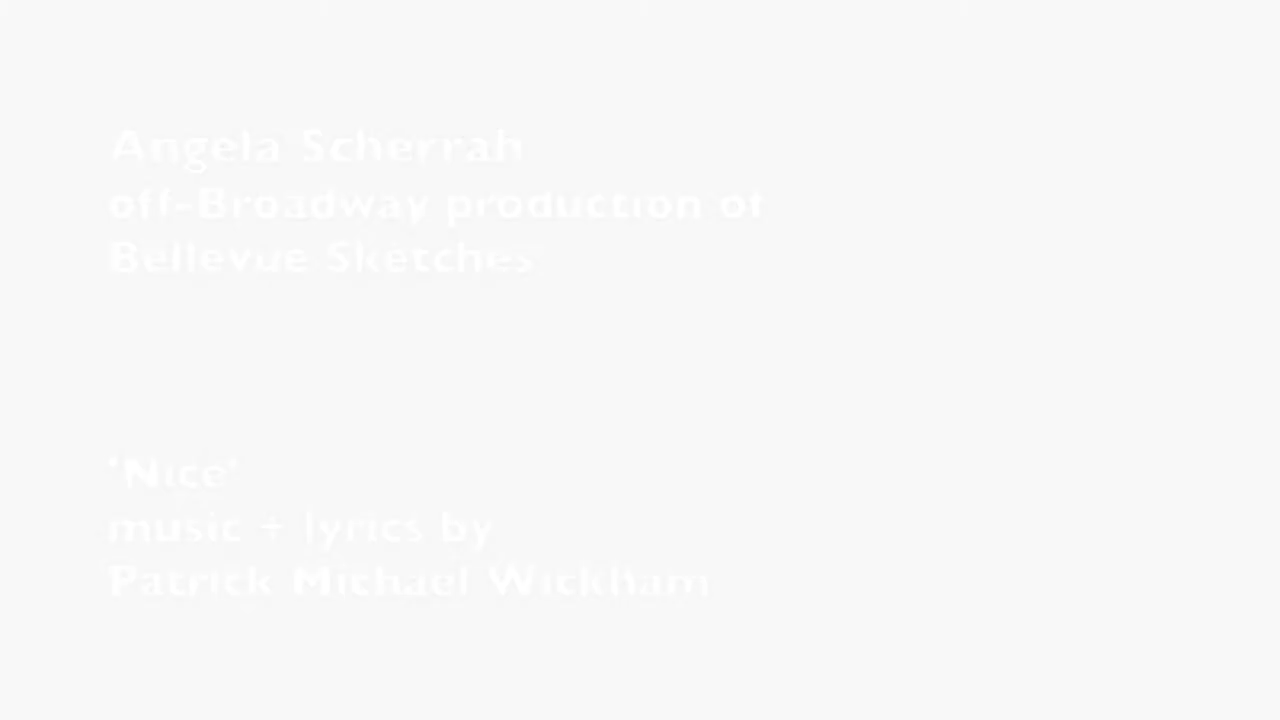 Angela Scherrah
off-Broadway production of
Bellevue Sketches
'Nice'
music + lyrics by
Patrick Michael Wickham